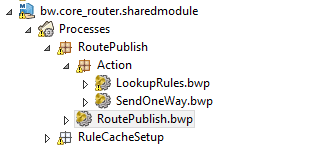 bw.core_router.sharedmodule
Processes
RoutePublish
Action
LookupRules.bwp
SendOneWay.bwp
RoutePublish.bwp
RuleCacheSetup